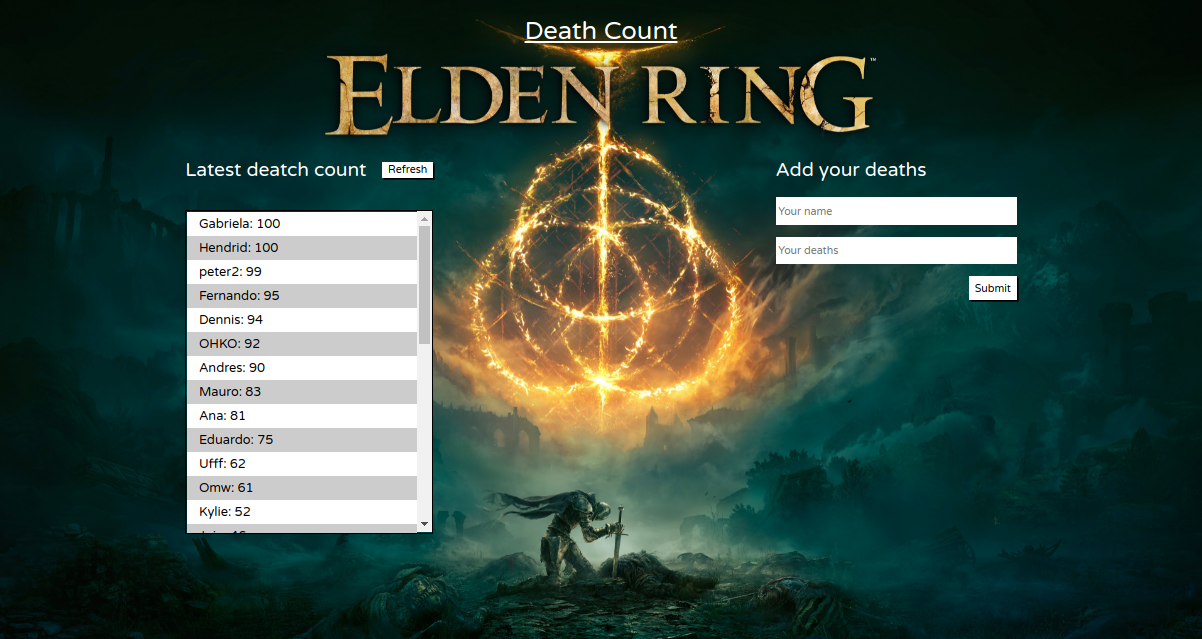 Death Count
ELDEN RING™
Latest deatch count
Refresh
Gabriela: 100
Hendrid: 100
peter2: 99
Fernando: 95
Dennis: 94
OHKO: 92
Andres: 90
Mauro: 83
Ana: 81
Eduardo: 75
Ufff: 62
Omw: 61
Kylie: 52
Add your deaths
Your name
Your deaths
Submit